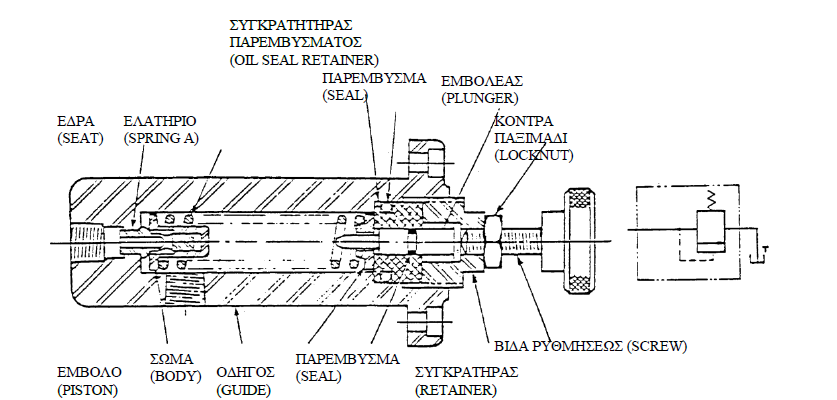 ΣΥΓΚΡΑΤΗΤΗΡΑΣ
ΠΑΡΕΜΒΥΣΜΑΤΟΣ
(OIL SEAL RETAINER)
ΠΑΡΕΜΒΥΣΜΑ
(SEAL)
ΕΜΒΟΛΕΑΣ
(PLUNGER)
ΕΔΡΑ
(SEAT)
ΕΛΑΤΗΡΙΟ
(SPRING A)
ΚΟΝΤΡΑ
ΠΑΞΙΜΑΔΙ
(LOCKNUT)
T
ΕΜΒΟΛΟ
(PISTON)
ΣΩΜΑ
(BODY)
ΟΔΗΓΟΣ
(GUIDE)
ΠΑΡΕΜΒΥΣΜΑ
(SEAL)
ΣΥΓΚΡΑΤΗΡΑΣ
(RETAINER)
ΒΙΔΑ ΡΥΘΜΗΣΕΩΣ (SCREW)